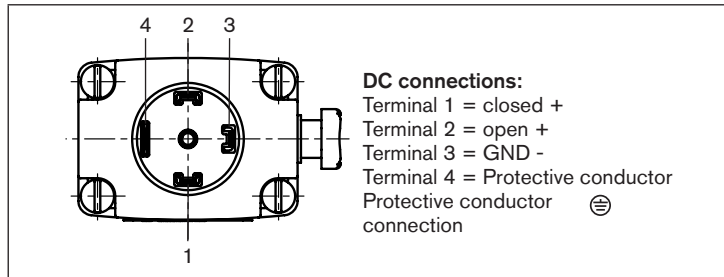 4 2 3
DC connections:
Terminal 1 = closed +
Terminal 2 = open +
Terminal 3 = GND -
Terminal 4 = Protective conductor
Protective conductor
connection
1